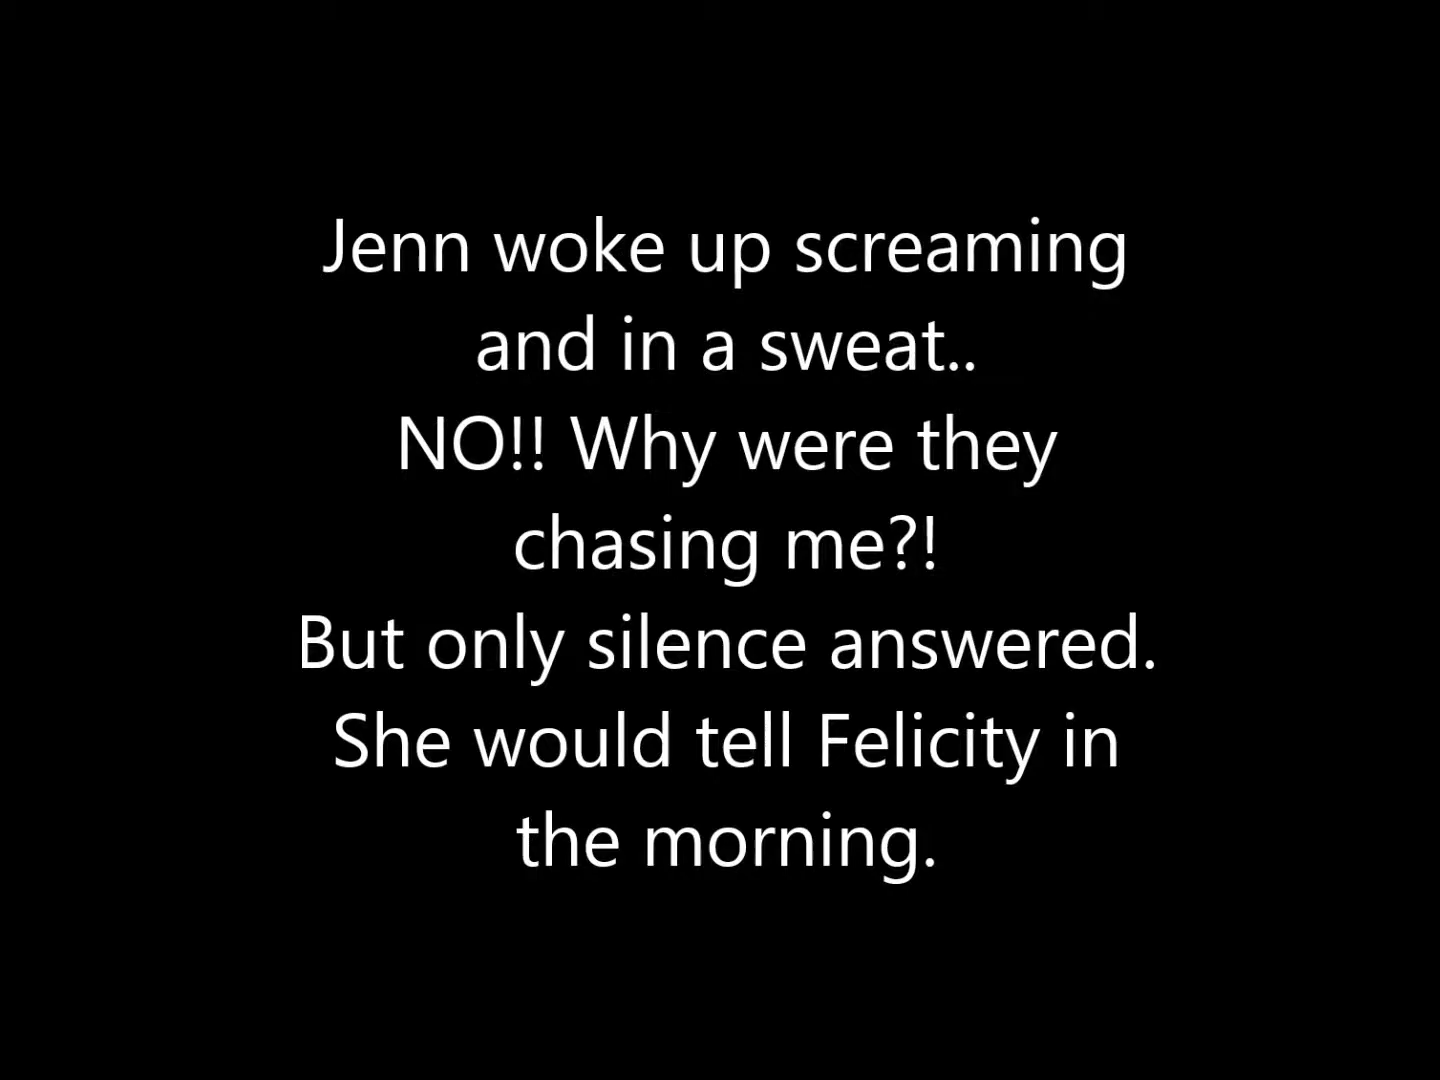 Jenn woke up screaming
and in a sweat..
NO!! Why were they
chasing me?!
But only silence answered.
She would tell Felicity in
the morning.